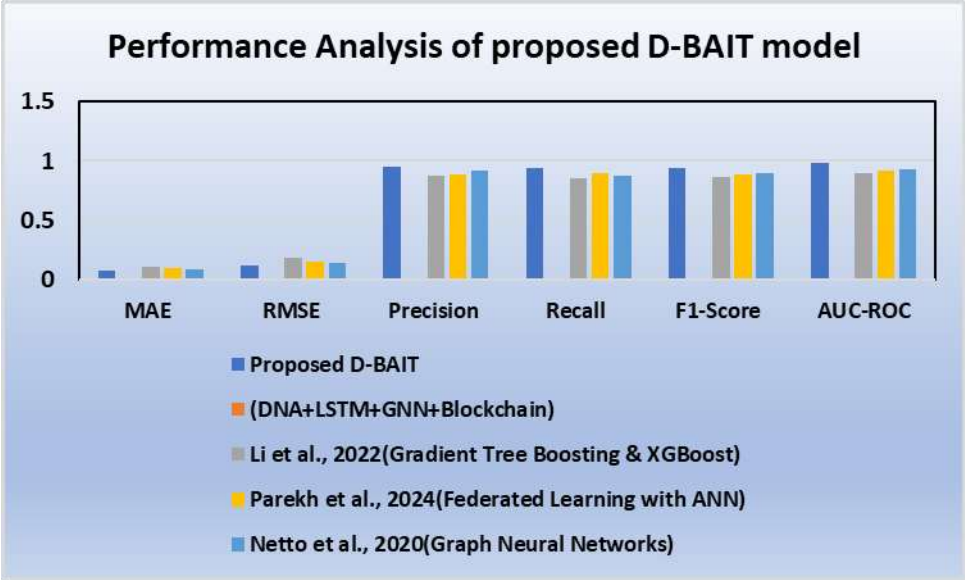 Performance Analysis of proposed D-BAIT model
1.5
1
0.5
0
MAE RMSE Precision Recall F1-Score AUC-ROC
Proposed D-BAIT
(DNA+LSTM+GNN+Blockchain)
Li et al., 2022(Gradient Tree Boosting & XGBoost)
Parekh et al., 2024(Federated Learning with ANN)
Netto et al., 2020(Graph Neural Networks)